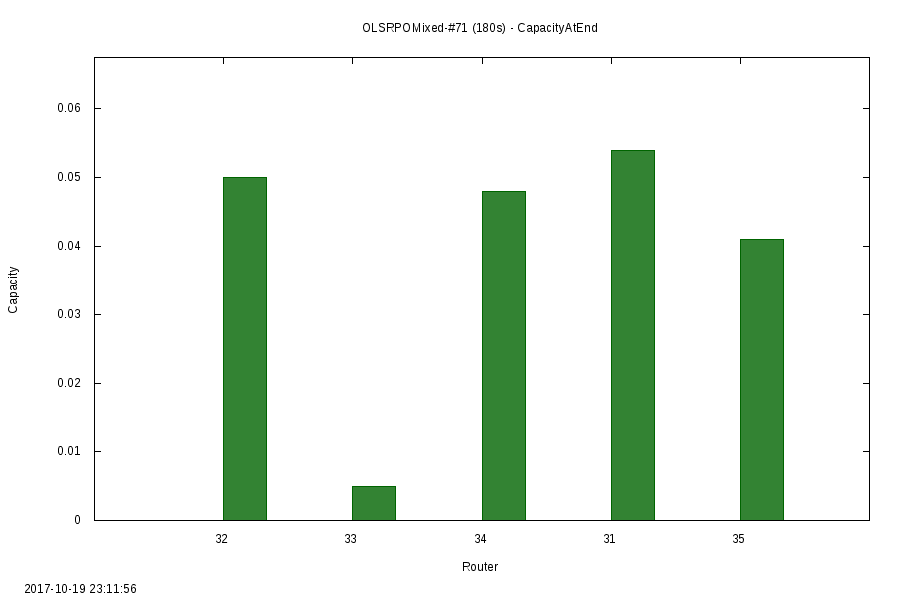 OLSRPOMixed-#71 (180s) - CapacityAtEnd
0.06
0.05
0.04
0.03
0.02
0.01
0
Capacity
32 33 34 31 35
Router
2017-10-19 23:11:56